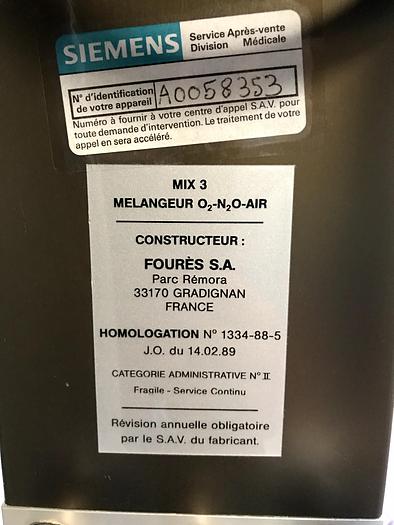 SIEMENS
Service Après-vente
Division Médicale
N° d'identification
de votre appareil
A0058353
Numéro à fournir à votre centre d'appel S.A.V. pour
toute demande d'intervention. Le traitement de votre
appel en sera accéléré.
MIX 3
MELANGEUR O₂-N₂O-AIR
CONSTRUCTEUR :
FOURÈS S.A.
Parc Rémora
33170 GRADIGNAN
FRANCE
HOMOLOGATION N° 1334-88-5
J.O. du 14.02.89
CATEGORIE ADMINISTRATIVE N° II
Fragile - Service Continu
Révision annuelle obligatoire
par le S.A.V. du fabricant.